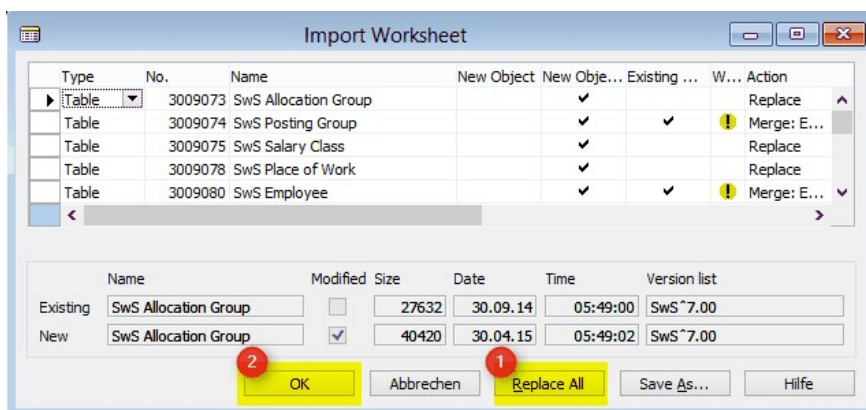 Import Worksheet
Type No. Name New Object New Obje... Existing ... W... Action
Table 3009073 SwS Allocation Group Replace
Table 3009074 SwS Posting Group Merge: E...
Table 3009075 SwS Salary Class Replace
Table 3009078 SwS Place of Work Replace
Table 3009080 SwS Employee Merge: E...
Name Modified Size Date Time Version list
Existing SwS Allocation Group 27632 30.09.14 05:49:00 SwS^7.00
New SwS Allocation Group 40420 30.04.15 05:49:02 SwS^7.00
2 1
OK Abbrechen Replace All Save As... Hilfe